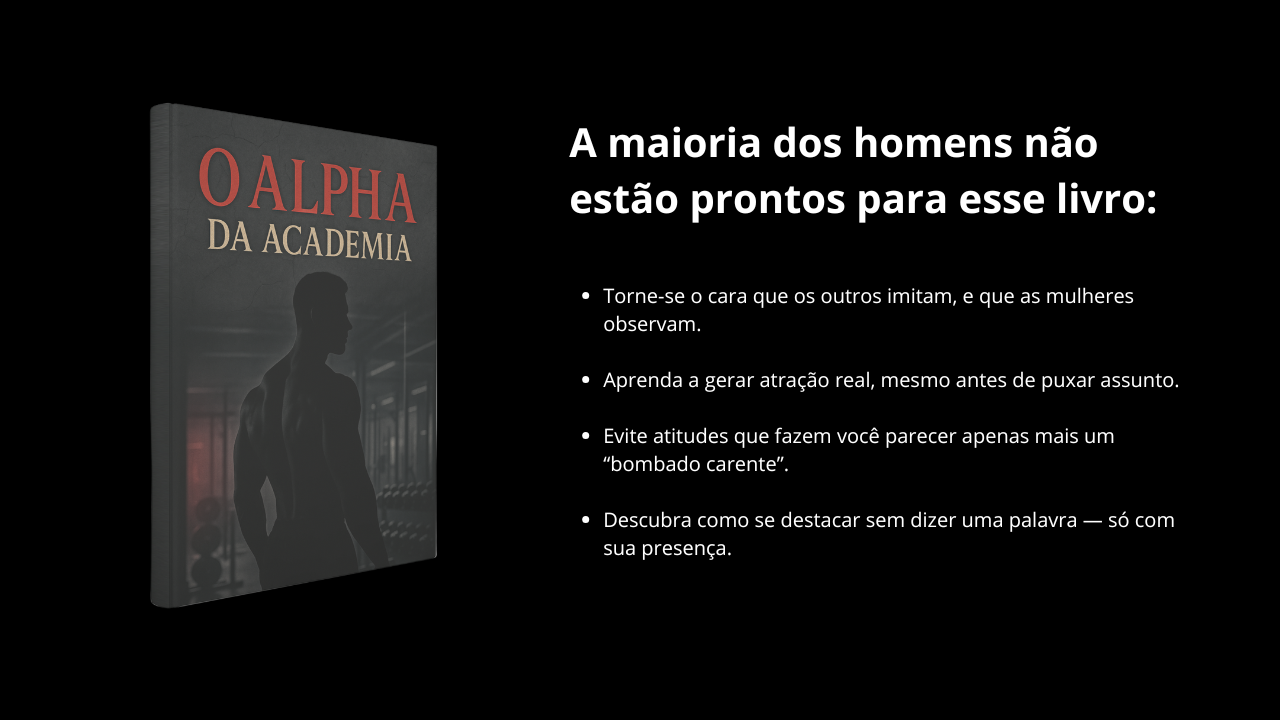 O ALPHA
DA ACADEMIA
A maioria dos homens não
estão prontos para esse livro:
• Torne-se o cara que os outros imitam, e que as mulheres
observam.
• Aprenda a gerar atração real, mesmo antes de puxar assunto.
• Evite atitudes que fazem você parecer apenas mais um
“bombado carente”.
• Descubra como se destacar sem dizer uma palavra — só com
sua presença.